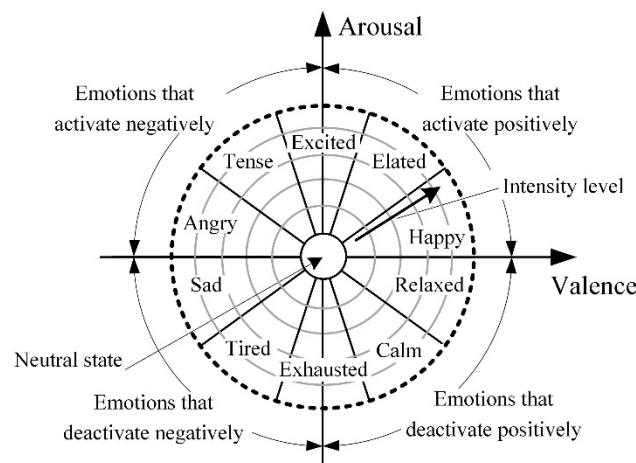 Arousal
Emotions that
activate negatively
Emotions that
activate positively
Excited
Tense
Elated
Intensity level
Angry
Happy
Valence
Sad
Relaxed
Neutral state
Tired
Calm
Exhausted
Emotions that
deactivate negatively
Emotions that
deactivate positively